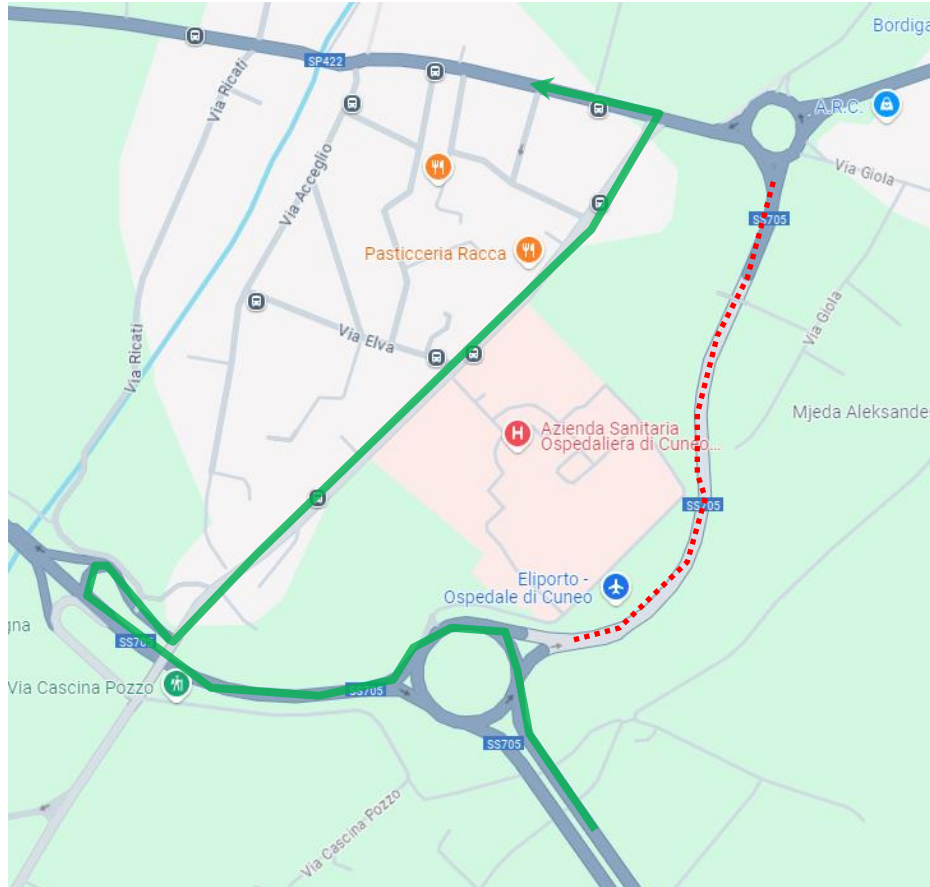 Bordiga
SP422
Via Ricati
A.R.C.
Via Acceglio
Via Giola
SS705
Pasticceria Racca
Via Elva
Via Ricati
Via Giola
Mjeda Aleksande
H
Azienda Sanitaria
Ospedaliera di Cuneo...
SS705
Eliporto -
Ospedale di Cuneo
gna
SS705
Via Cascina Pozzo
SS705
SS705
Via Cascina Pozzo